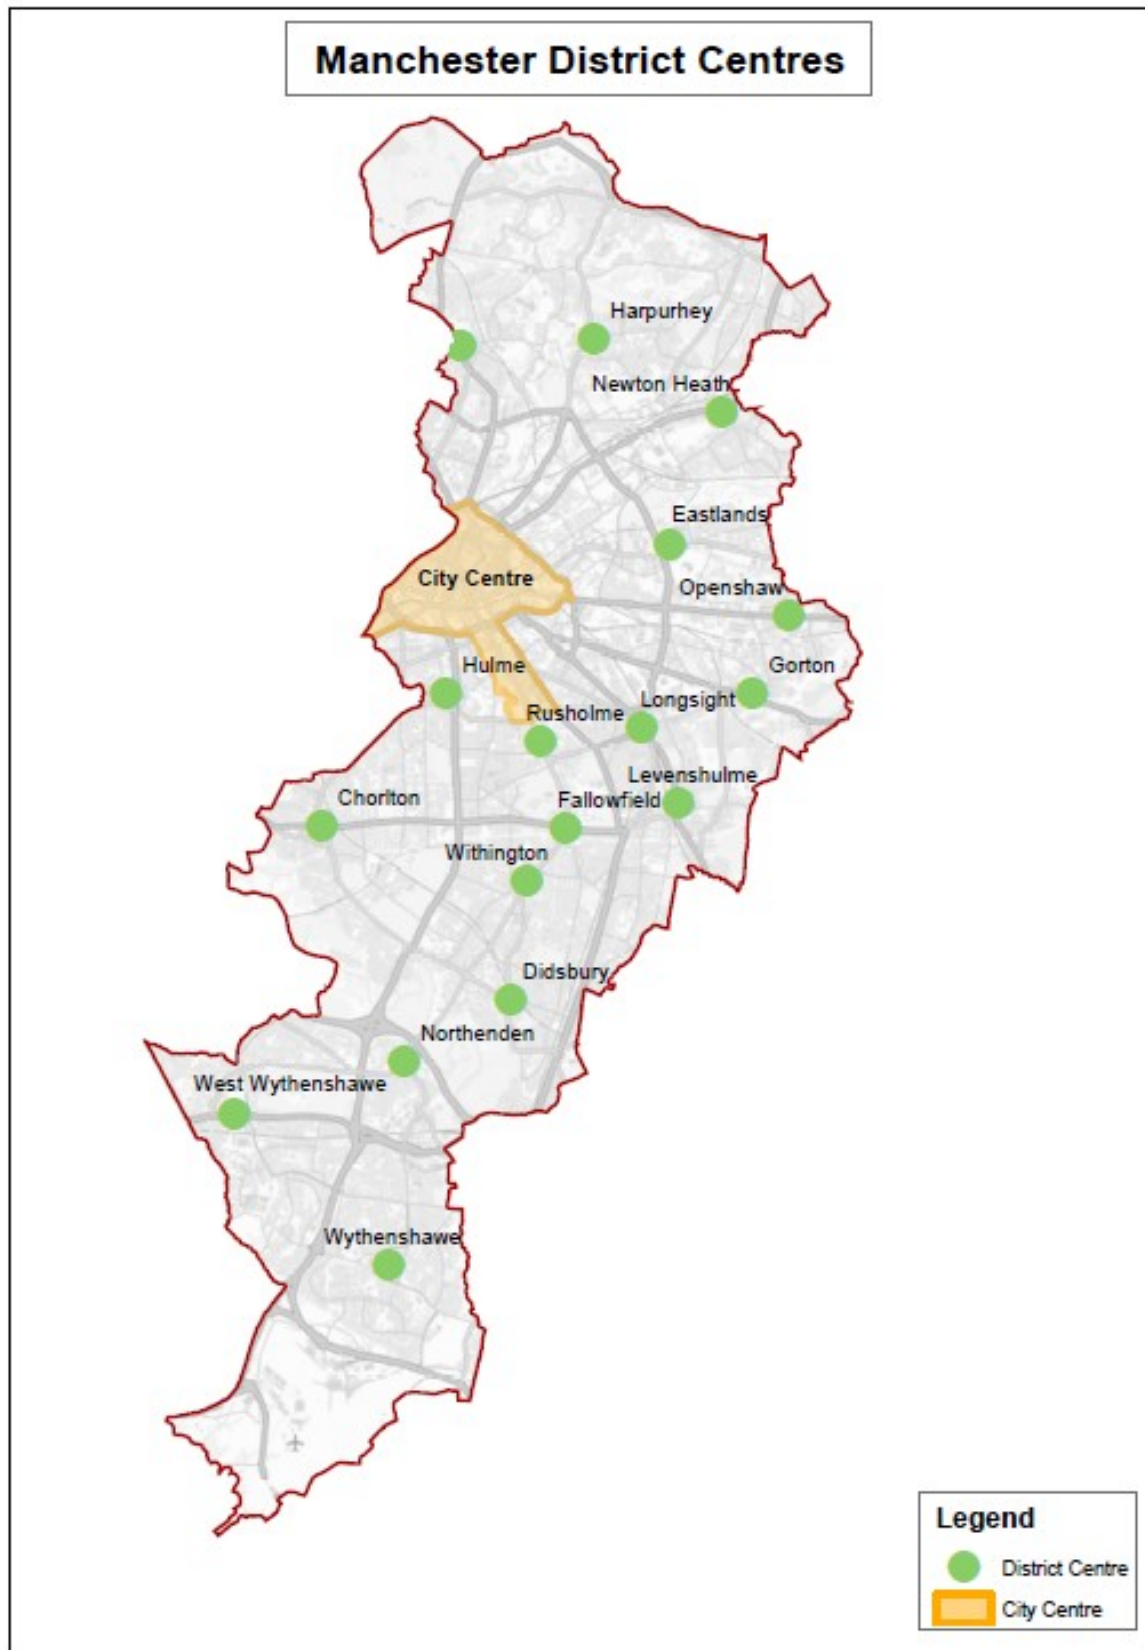 Manchester District Centres
Harpurhey
Newton Heath
Eastlands
City Centre
Openshaw
Hulme
Gorton
Longsight
Rusholme
Levenshulme
Chorlton
Fallowfield
Withington
Didsbury
Northenden
West Wythenshawe
Wythenshawe
Legend
District Centre
City Centre